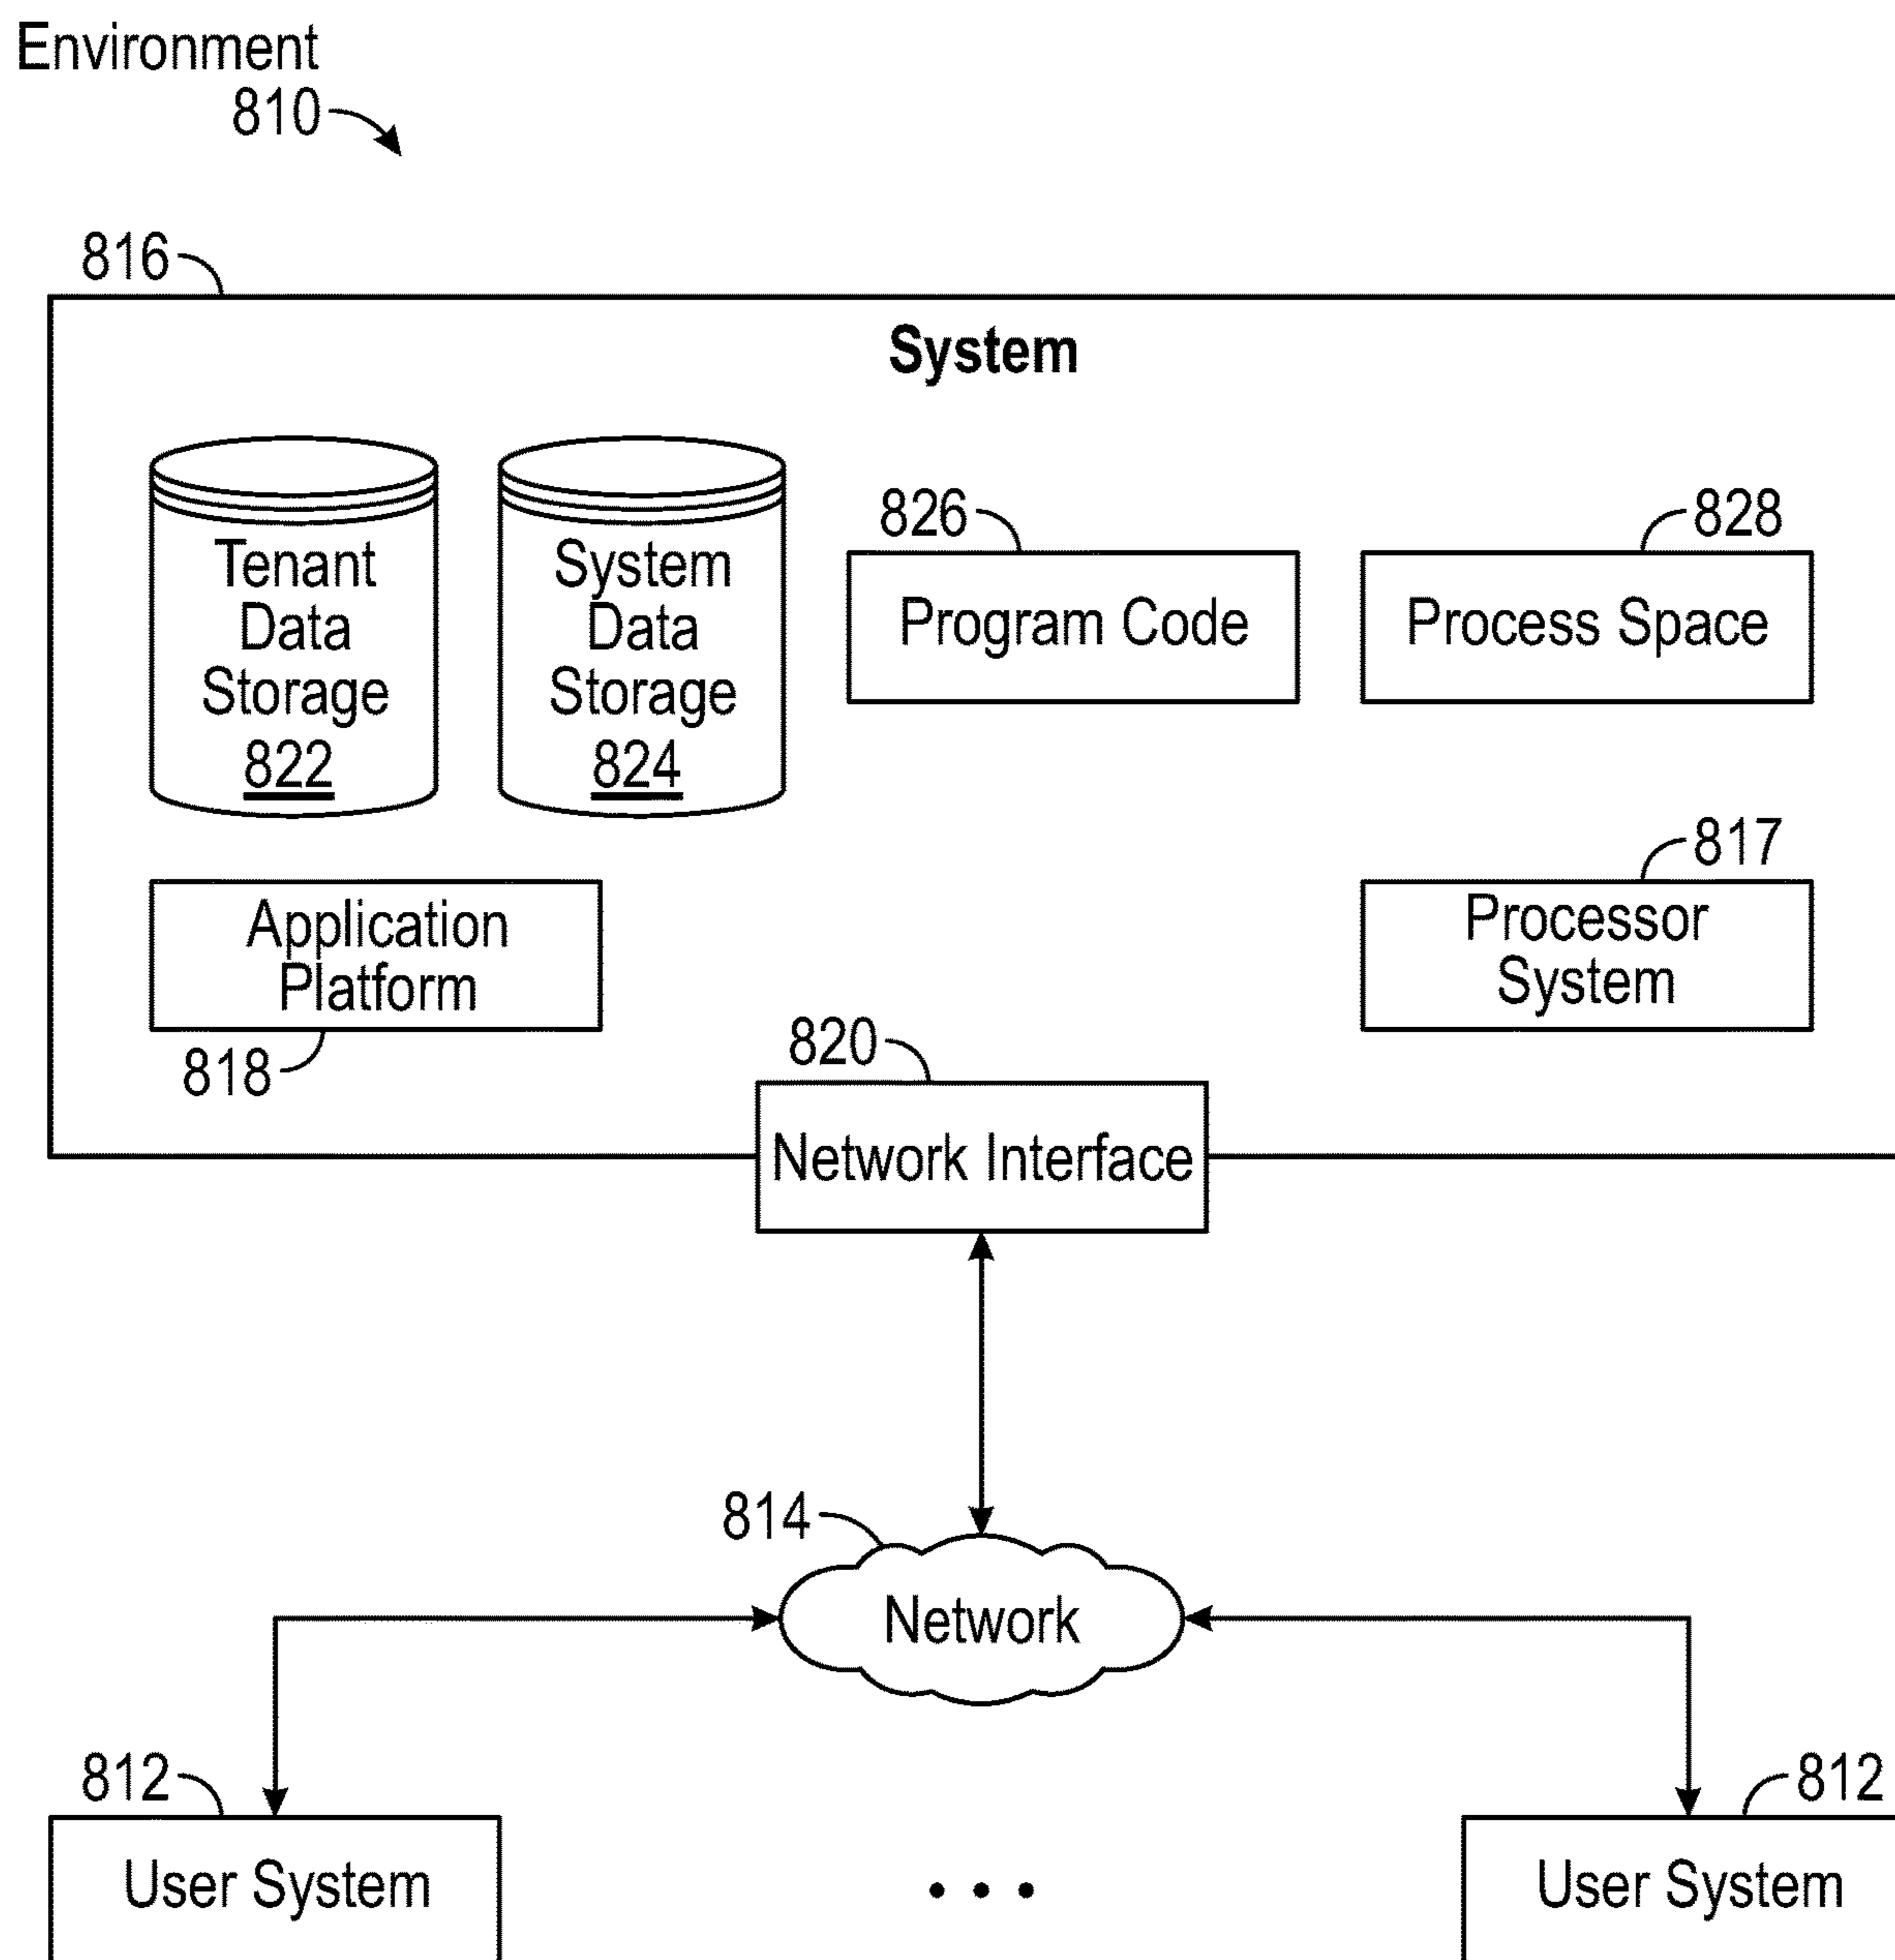 Environment
810
816
System
Tenant
Data
Storage
822
System
Data
Storage
824
826
Program Code
828
Process Space
Application
Platform
818
817
Processor
System
820
Network Interface
814
Network
812
User System
812
User System